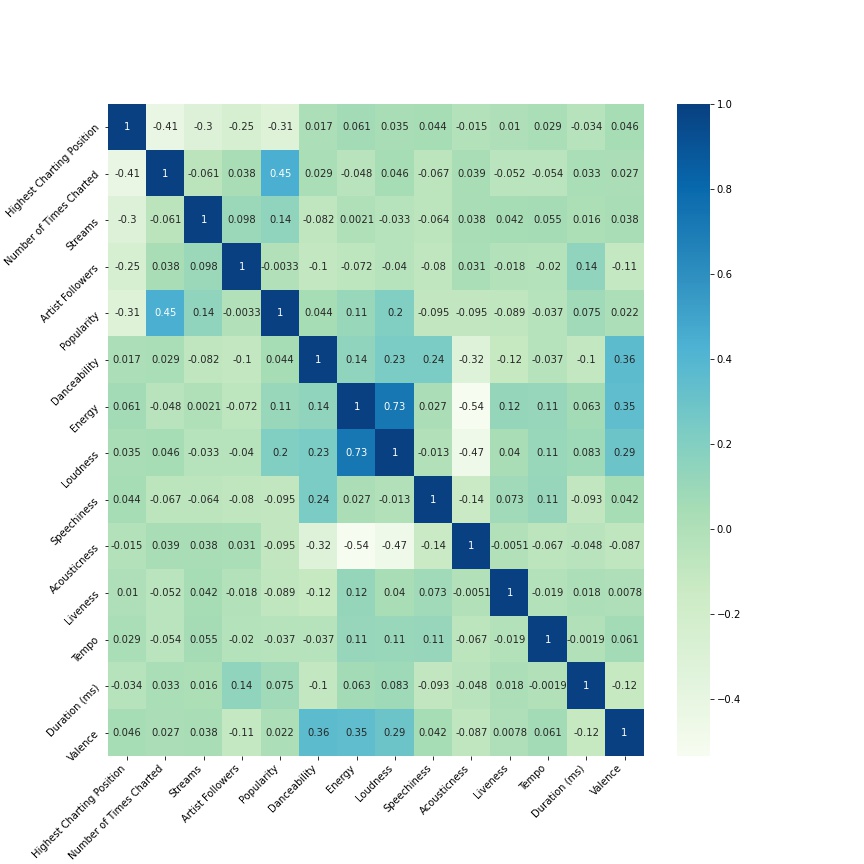 Highest Charting Position 1 -0.41 -0.3 -0.25 -0.31 0.017 0.061 0.035 0.044 -0.015 0.01 0.029 -0.034 0.046
Number of Times Charted -0.41 1 -0.061 0.038 0.45 0.029 -0.048 0.046 -0.067 0.039 -0.052 -0.054 0.033 0.027
Streams -0.3 -0.061 1 0.098 0.14 -0.082 0.0021 -0.033 -0.064 0.038 0.042 0.055 0.016 0.038
Artist Followers -0.25 0.038 0.098 1 -0.0033 -0.1 -0.072 -0.04 -0.08 0.031 -0.018 -0.02 0.14 -0.11
Popularity -0.31 0.45 0.14 -0.0033 1 0.044 0.11 0.2 -0.095 -0.095 -0.089 -0.037 0.075 0.022
Danceability 0.017 0.029 -0.082 -0.1 0.044 1 0.14 0.23 0.24 -0.32 -0.12 -0.037 -0.1 0.36
Energy 0.061 -0.048 0.0021 -0.072 0.11 0.14 1 0.73 0.027 -0.54 0.12 0.11 0.063 0.35
Loudness 0.035 0.046 -0.033 -0.04 0.2 0.23 0.73 1 -0.013 -0.47 0.04 0.11 0.083 0.29
Speechiness 0.044 -0.067 -0.064 -0.08 -0.095 0.24 0.027 -0.013 1 -0.14 0.073 0.11 -0.093 0.042
Acousticness -0.015 0.039 0.038 0.031 -0.095 -0.32 -0.54 -0.47 -0.14 1 -0.0051 -0.067 -0.048 -0.087
Liveness 0.01 -0.052 0.042 -0.018 -0.089 -0.12 0.12 0.04 0.073 -0.0051 1 -0.019 0.018 0.0078
Tempo 0.029 -0.054 0.055 -0.02 -0.037 -0.037 0.11 0.11 0.11 -0.067 -0.019 1 -0.0019 0.061
Duration (ms) -0.034 0.033 0.016 0.14 0.075 -0.1 0.063 0.083 -0.093 -0.048 0.018 -0.0019 1 -0.12
Valence 0.046 0.027 0.038 -0.11 0.022 0.36 0.35 0.29 0.042 -0.087 0.0078 0.061 -0.12 1
Highest Charting Position
Number of Times Charted
Streams
Artist Followers
Popularity
Danceability
Energy
Loudness
Speechiness
Acousticness
Liveness
Tempo
Duration (ms)
Valence
1.0
0.8
0.6
0.4
0.2
0.0
−0.2
−0.4